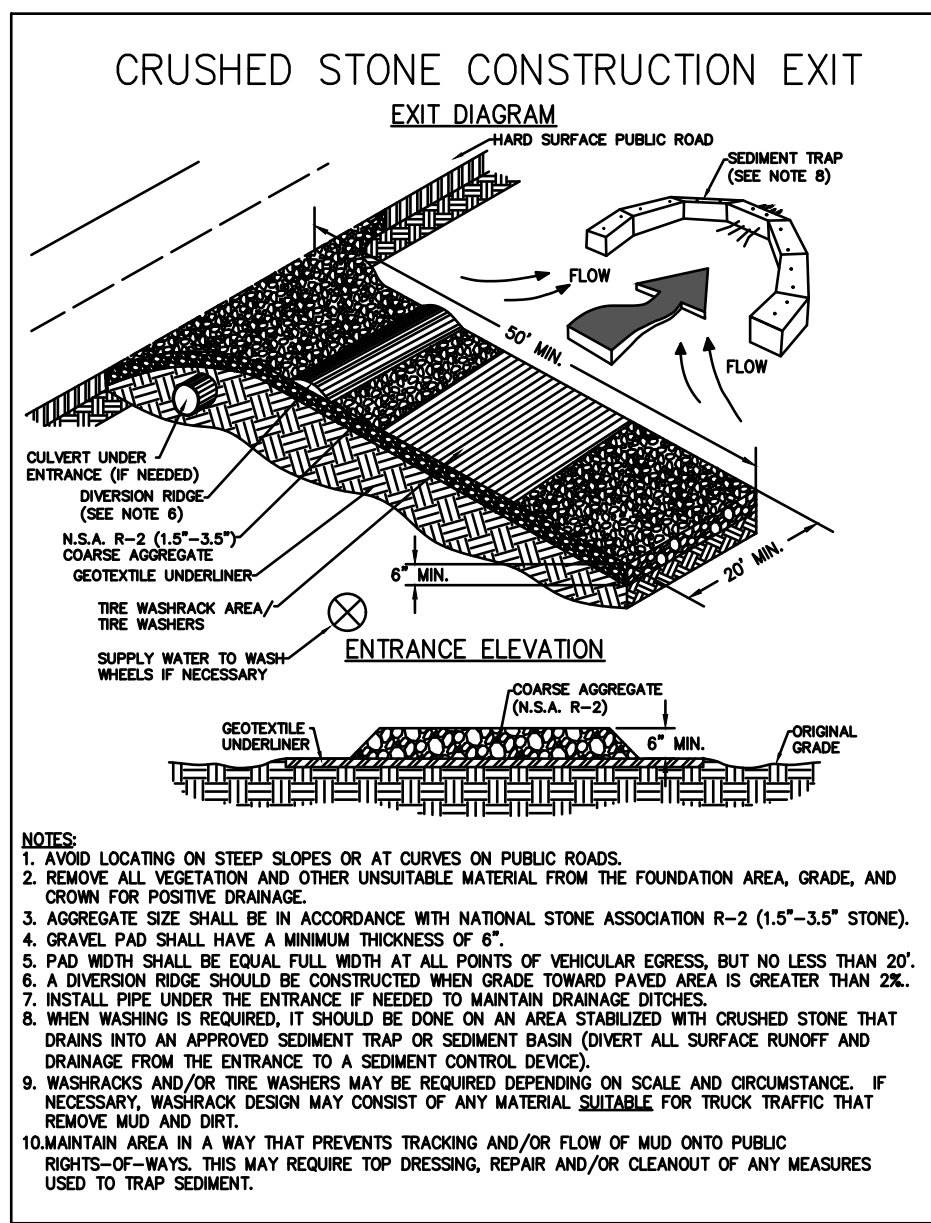 CRUSHED STONE CONSTRUCTION EXIT
EXIT DIAGRAM
HARD SURFACE PUBLIC ROAD
SEDIMENT TRAP
(SEE NOTE 8)
FLOW
50' MIN.
FLOW
CULVERT UNDER
ENTRANCE (IF NEEDED)
DIVERSION RIDGE
(SEE NOTE 6)
N.S.A. R-2 (1.5"-3.5")
COARSE AGGREGATE
GEOTEXTILE UNDERLINER
6" MIN.
20' MIN.
TIRE WASHRACK AREA/
TIRE WASHERS
SUPPLY WATER TO WASH
WHEELS IF NECESSARY
ENTRANCE ELEVATION
COARSE AGGREGATE
(N.S.A. R-2)
GEOTEXTILE
UNDERLINER
6" MIN.
ORIGINAL
GRADE
NOTES:
1. AVOID LOCATING ON STEEP SLOPES OR AT CURVES ON PUBLIC ROADS.
2. REMOVE ALL VEGETATION AND OTHER UNSUITABLE MATERIAL FROM THE FOUNDATION AREA, GRADE, AND
CROWN FOR POSITIVE DRAINAGE.
3. AGGREGATE SIZE SHALL BE IN ACCORDANCE WITH NATIONAL STONE ASSOCIATION R-2 (1.5"-3.5" STONE).
4. GRAVEL PAD SHALL HAVE A MINIMUM THICKNESS OF 6".
5. PAD WIDTH SHALL BE EQUAL FULL WIDTH AT ALL POINTS OF VEHICULAR EGRESS, BUT NO LESS THAN 20'.
6. A DIVERSION RIDGE SHOULD BE CONSTRUCTED WHEN GRADE TOWARD PAVED AREA IS GREATER THAN 2%..
7. INSTALL PIPE UNDER THE ENTRANCE IF NEEDED TO MAINTAIN DRAINAGE DITCHES.
8. WHEN WASHING IS REQUIRED, IT SHOULD BE DONE ON AN AREA STABILIZED WITH CRUSHED STONE THAT
DRAINS INTO AN APPROVED SEDIMENT TRAP OR SEDIMENT BASIN (DIVERT ALL SURFACE RUNOFF AND
DRAINAGE FROM THE ENTRANCE TO A SEDIMENT CONTROL DEVICE).
9. WASHRACKS AND/OR TIRE WASHERS MAY BE REQUIRED DEPENDING ON SCALE AND CIRCUMSTANCE. IF
NECESSARY, WASHRACK DESIGN MAY CONSIST OF ANY MATERIAL SUITABLE FOR TRUCK TRAFFIC THAT
REMOVE MUD AND DIRT.
10.MAINTAIN AREA IN A WAY THAT PREVENTS TRACKING AND/OR FLOW OF MUD ONTO PUBLIC
RIGHTS-OF-WAYS. THIS MAY REQUIRE TOP DRESSING, REPAIR AND/OR CLEANOUT OF ANY MEASURES
USED TO TRAP SEDIMENT.